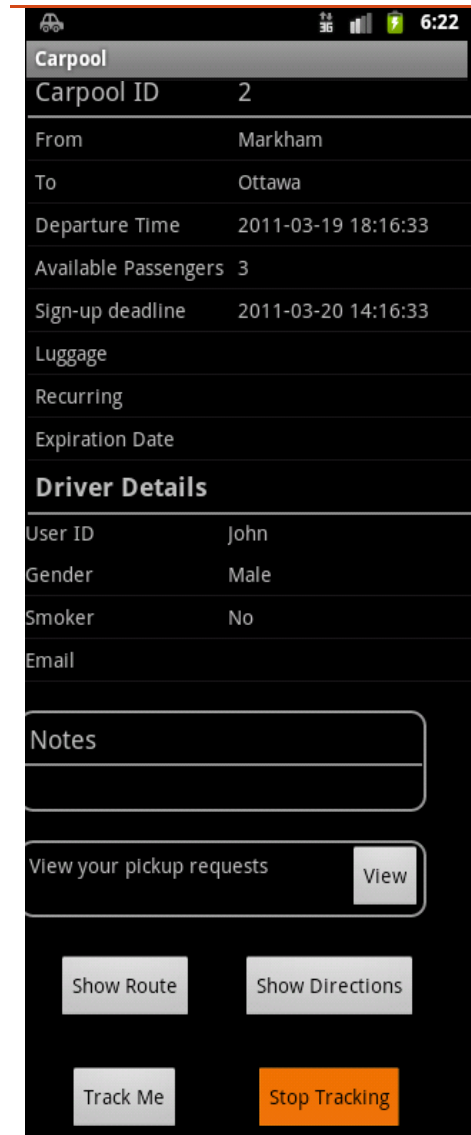 3G 6:22
Carpool
Carpool ID 2
From Markham
To Ottawa
Departure Time 2011-03-19 18:16:33
Available Passengers 3
Sign-up deadline 2011-03-20 14:16:33
Luggage
Recurring
Expiration Date
Driver Details
User ID John
Gender Male
Smoker No
Email
Notes
View your pickup requests View
Show Route Show Directions
Track Me Stop Tracking